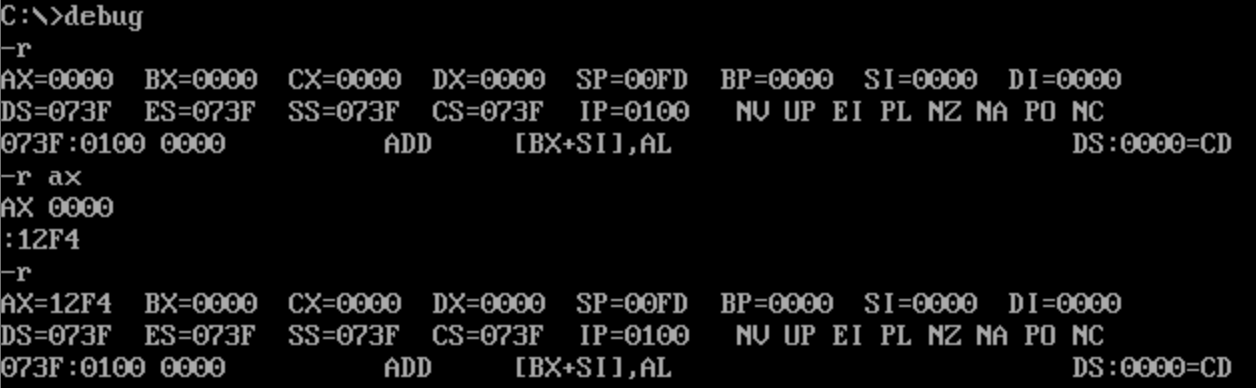 C:\>debug
-r
AX=0000  BX=0000  CX=0000  DX=0000  SP=00FD  BP=0000  SI=0000  DI=0000
DS=073F  ES=073F  SS=073F  CS=073F  IP=0100   NV UP EI PL NZ NA PO NC
073F:0100 0000          ADD     [BX+SI],AL                         DS:0000=CD
-r ax
AX 0000
:12F4
-r
AX=12F4  BX=0000  CX=0000  DX=0000  SP=00FD  BP=0000  SI=0000  DI=0000
DS=073F  ES=073F  SS=073F  CS=073F  IP=0100   NV UP EI PL NZ NA PO NC
073F:0100 0000          ADD     [BX+SI],AL                         DS:0000=CD